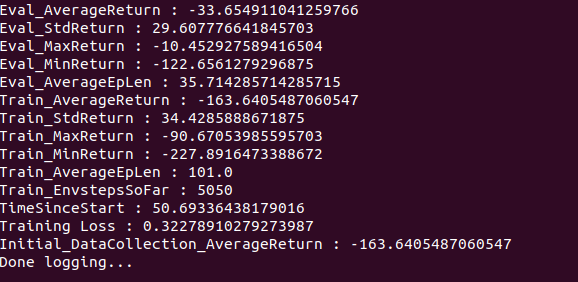 Eval_AverageReturn : -33.654911041259766
Eval_StdReturn : 29.607776641845703
Eval_MaxReturn : -10.452927589416504
Eval_MinReturn : -122.6561279296875
Eval_AverageEpLen : 35.714285714285715
Train_AverageReturn : -163.6405487060547
Train_StdReturn : 34.4285888671875
Train_MaxReturn : -90.67053985595703
Train_MinReturn : -227.8916473388672
Train_AverageEpLen : 101.0
Train_EnvstepsSoFar : 5050
TimeSinceStart : 50.69336438179016
Training Loss : 0.32278910279273987
Initial_DataCollection_AverageReturn : -163.6405487060547
Done logging...